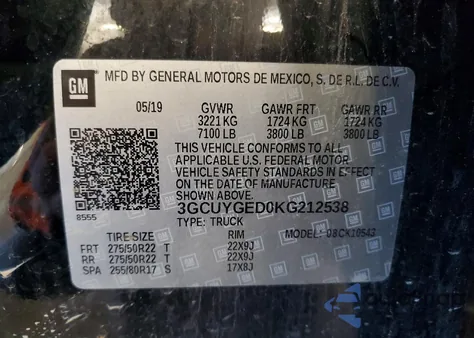 GM
MFD BY GENERAL MOTORS DE MEXICO, S. DE R.L. DE C.V.
05/19 GVWR GAWR FRT GAWR RR
3221 KG 1724 KG 1724 KG
7100 LB 3800 LB 3800 LB
THIS VEHICLE CONFORMS TO ALL
APPLICABLE U.S. FEDERAL MOTOR
VEHICLE SAFETY STANDARDS IN EFFECT
ON THE DATE OF MANUFACTURE
SHOWN ABOVE.
8555
3GCUYGED0KG212538
TYPE: TRUCK MODEL:
TIRE SIZE RIM
FRT 275/50R22 T 22X9J
RR 275/50R22 T 22X9J
SPA 255/80R17 S 17X8J